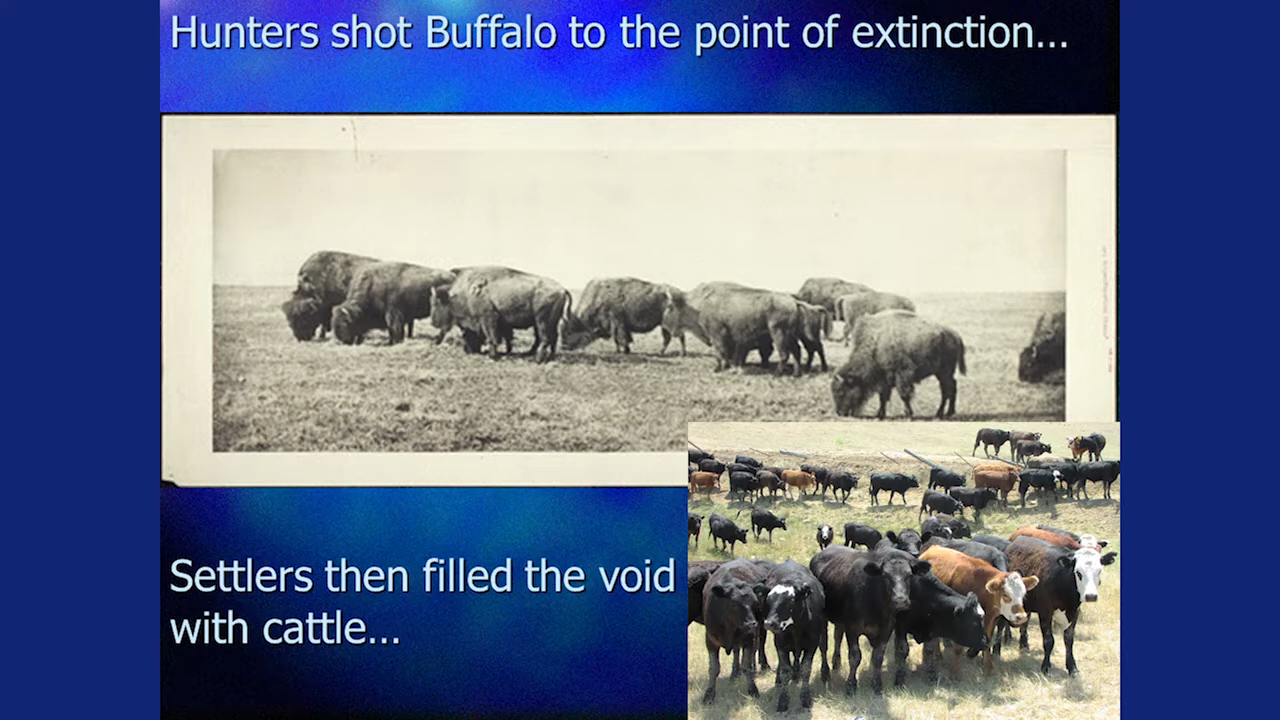 Hunters shot Buffalo to the point of extinction...
Settlers then filled the void
with cattle...